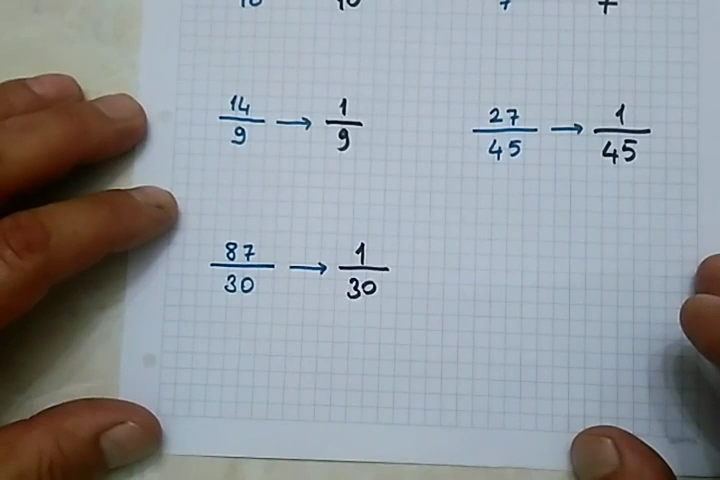 14/9 → 1/9
27/45 → 1/45
87/30 → 1/30